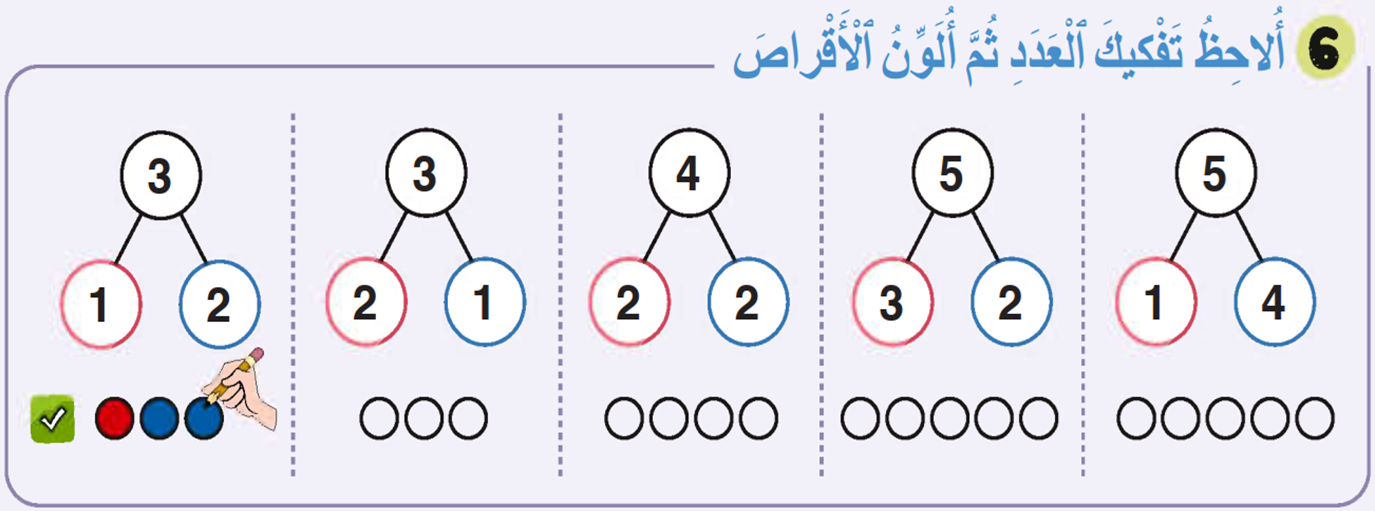 6 أُلاحِظُ تَفْكيكَ ٱلْعَدَدِ ثُمَّ أُلَوِّنُ ٱلْأَقْراصَ
3 3 4 5 5
1 2 2 1 2 2 3 2 1 4